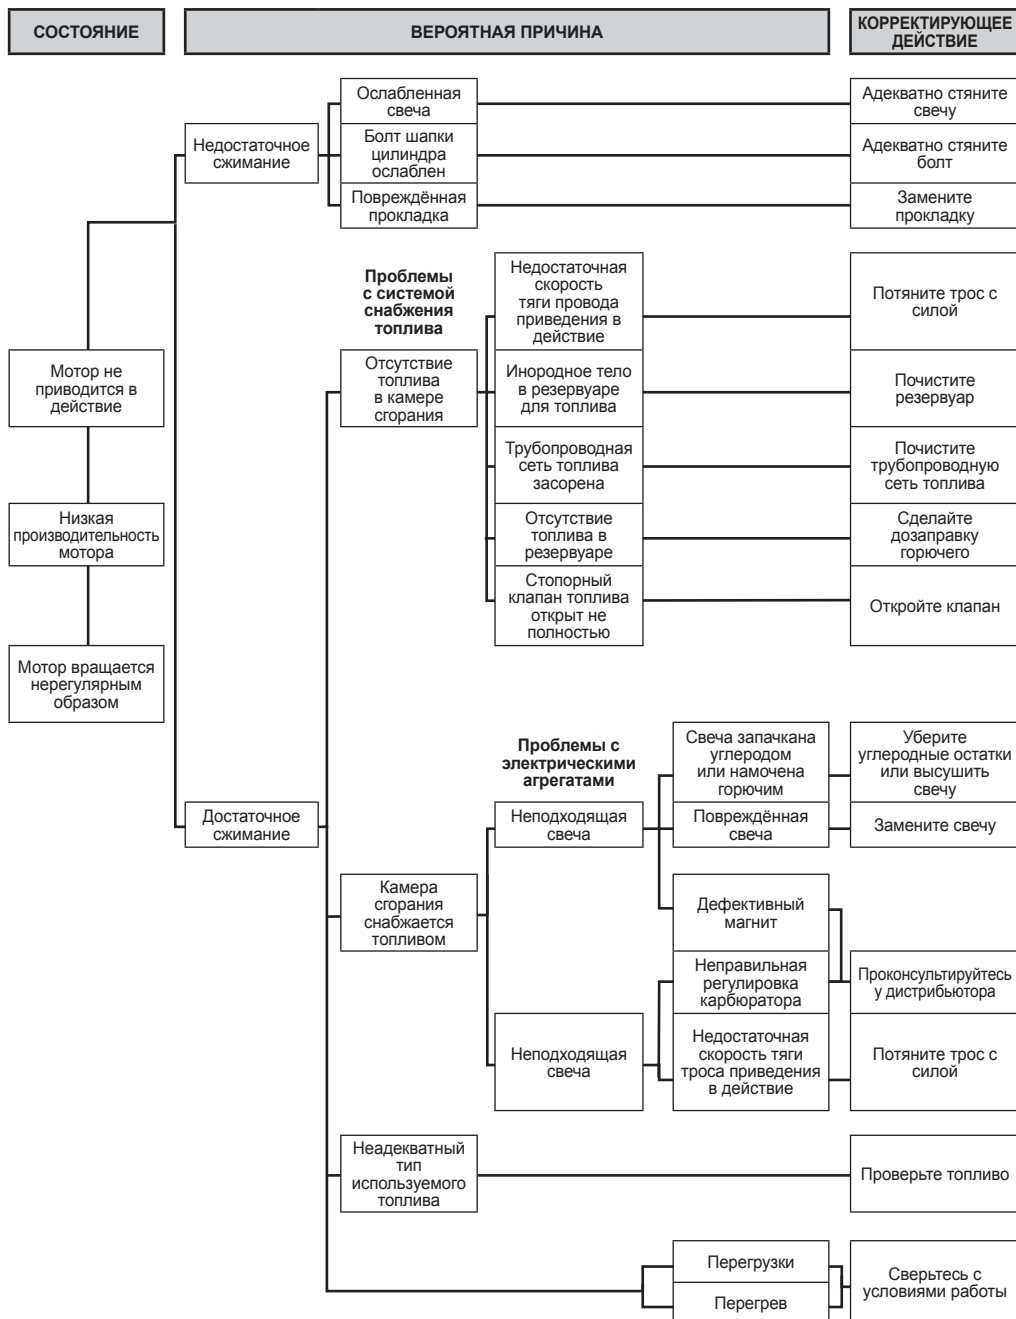 СОСТОЯНИЕ
ВЕРОЯТНАЯ ПРИЧИНА
КОРРЕКТИРУЮЩЕЕ
ДЕЙСТВИЕ
Мотор не
приводится в
действие
Низкая
производительность
мотора
Мотор вращается
нерегулярным
образом
Недостаточное
сжимание
Ослабленная
свеча
Адекватно стяните
свечу
Болт шапки
цилиндра
ослаблен
Адекватно стяните
болт
Повреждённая
прокладка
Замените
прокладку
Достаточное
сжимание
Проблемы
с системой
снабжения
топлива
Отсутствие
топлива
в камере
сгорания
Недостаточная
скорость
тяги провода
приведения в
действие
Потяните трос с
силой
Инородное тело
в резервуаре
для топлива
Почистите
резервуар
Трубопроводная
сеть топлива
засорена
Почистите
трубопроводную
сеть топлива
Отсутствие
топлива в
резервуаре
Сделайте
дозаправку
горючего
Стопорный
клапан топлива
открыт не
полностью
Откройте клапан
Камера
сгорания
снабжается
топливом
Проблемы с
электрическими
агрегатами
Неподходящая
свеча
Свеча запачкана
углеродом
или намочена
горючим
Уберите
углеродные остатки
или высушить
свечу
Повреждённая
свеча
Замените свечу
Дефективный
магнит
Неподходящая
свеча
Неправильная
регулировка
карбюратора
Проконсультируйтесь
у дистрибьютора
Недостаточная
скорость тяги
троса приведения
в действие
Потяните трос с
силой
Неадекватный
тип
используемого
топлива
Проверьте топливо
Перегрузки
Перегрев
Сверьтесь с
условиями работы